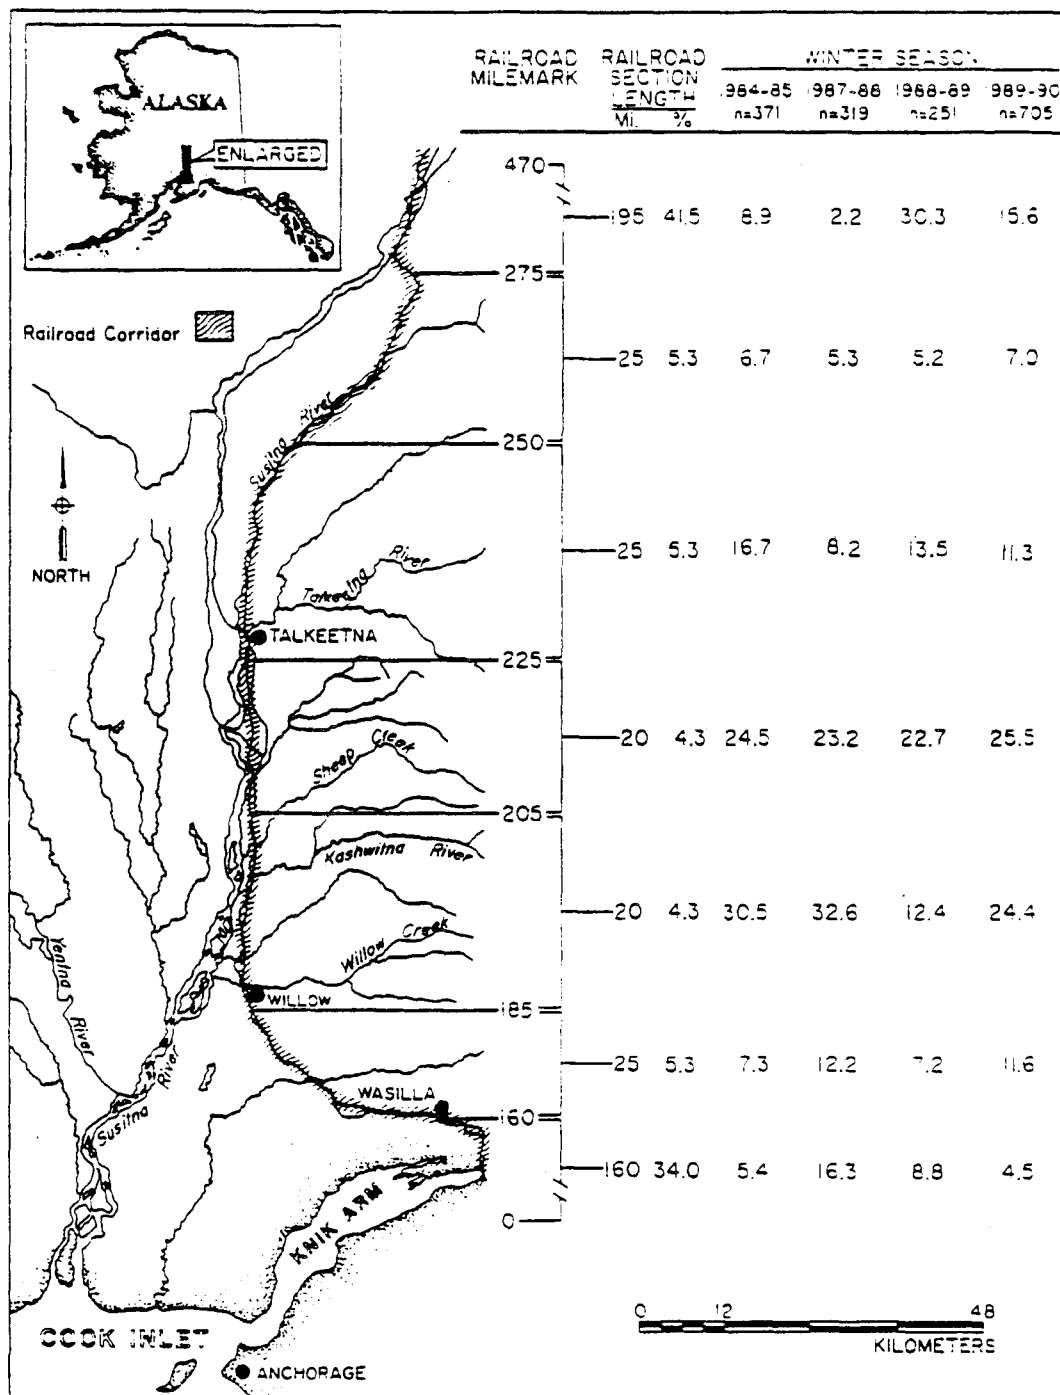 ALASKA
ENLARGED
Railroad Corridor
NORTH
RAILROAD MILEMARK
RAILROAD SECTION LENGTH
Mi. %
WINTER SEASON
1984-85 1987-88 1988-89 1989-90
n=371 n=319 n=251 n=705
470
195 41.5 8.9 2.2 30.3 15.6
275
25 5.3 6.7 5.3 5.2 7.0
Susitna River
250
25 5.3 16.7 8.2 13.5 11.3
River
TALKEETNA
225
20 4.3 24.5 23.2 22.7 25.5
Sheep Creek
205
Kashwitna River
20 4.3 30.5 32.6 12.4 24.4
Willow Creek
WILLOW
185
Yentna River
25 5.3 7.3 12.2 7.2 11.6
WASILLA
160
Susitna River
160 34.0 5.4 16.3 8.8 4.5
KNIK ARM
0
COOK INLET
ANCHORAGE
0 12 48
KILOMETERS